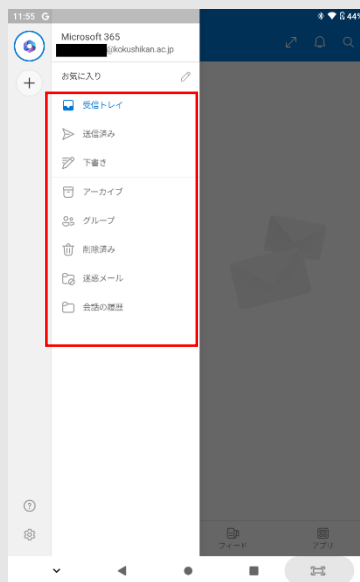 11:55 G
44%
Microsoft 365
@kokushikan.ac.jp
お気に入り
受信トレイ
送信済み
下書き
アーカイブ
グループ
削除済み
迷惑メール
会話の履歴
フィード
アプリ